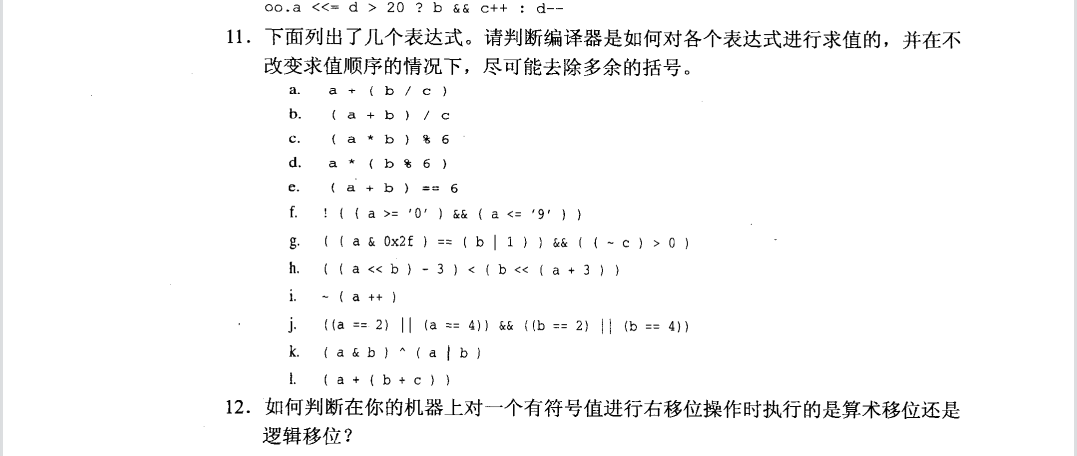 oo.a <<= d > 20 ? b && c++ : d--
11. 下面列出了几个表达式。请判断编译器是如何对各个表达式进行求值的，并在不
改变求值顺序的情况下，尽可能去除多余的括号。
a. a + ( b / c )
b. ( a + b ) / c
c. ( a * b ) % 6
d. a * ( b % 6 )
e. ( a + b ) == 6
f. ! ( ( a >= '0' ) && ( a <= '9' ) )
g. ( ( a & 0x2f ) == ( b | 1 ) ) && ( ( ~ c ) > 0 )
h. ( ( a << b ) - 3 ) < ( b << ( a + 3 ) )
i. ~ ( a ++ )
j. ((a == 2) || (a == 4)) && ((b == 2) || (b == 4))
k. ( a & b ) ^ ( a | b )
l. ( a + ( b + c ) )
12. 如何判断在你的机器上对一个有符号值进行右移位操作时执行的是算术移位还是
逻辑移位？